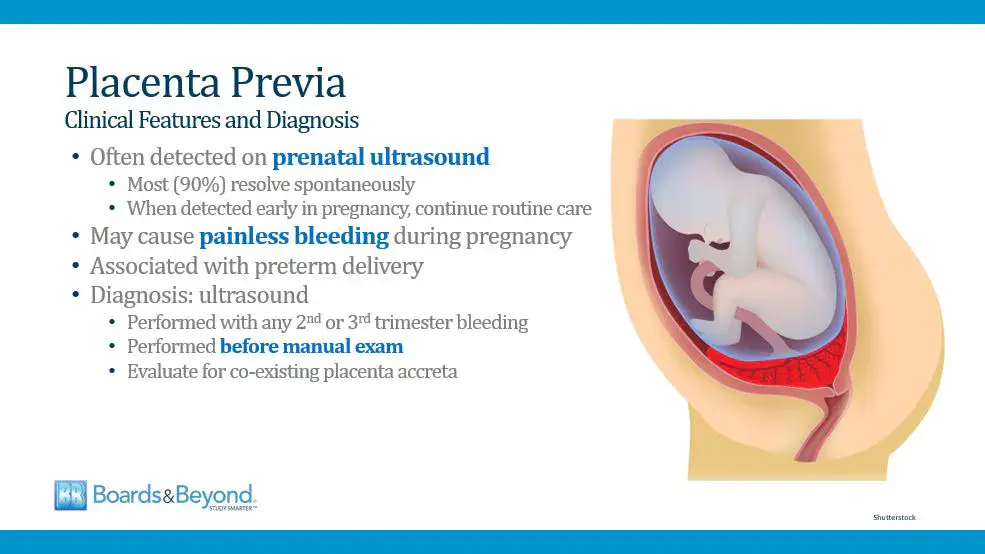 Placenta Previa
Clinical Features and Diagnosis
• Often detected on prenatal ultrasound
• Most (90%) resolve spontaneously
• When detected early in pregnancy, continue routine care
• May cause painless bleeding during pregnancy
• Associated with preterm delivery
• Diagnosis: ultrasound
• Performed with any 2nd or 3rd trimester bleeding
• Performed before manual exam
• Evaluate for co-existing placenta accreta
BB Boards&Beyond.
STUDY SMARTER™
Shutterstock